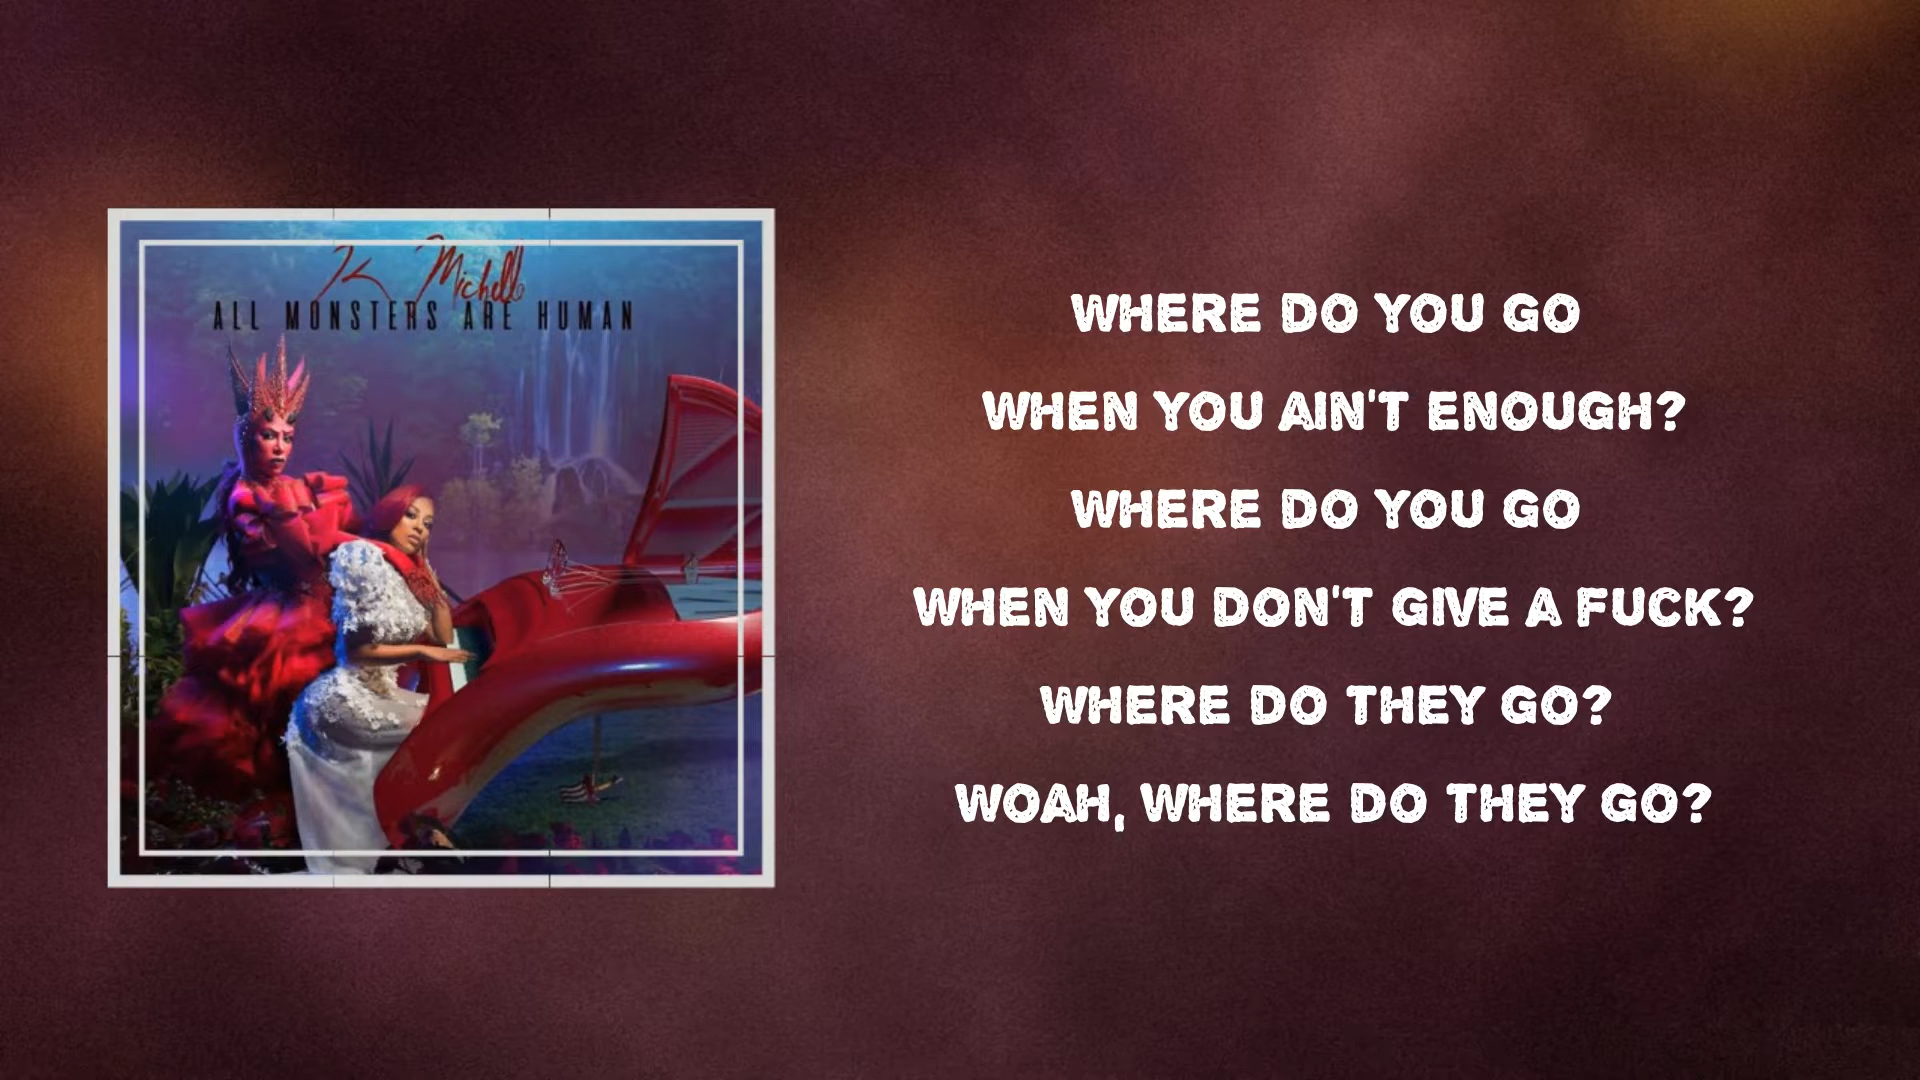 K Michelle
ALL MONSTERS ARE HUMAN
WHERE DO YOU GO
WHEN YOU AIN'T ENOUGH?
WHERE DO YOU GO
WHEN YOU DON'T GIVE A FUCK?
WHERE DO THEY GO?
WOAH, WHERE DO THEY GO?